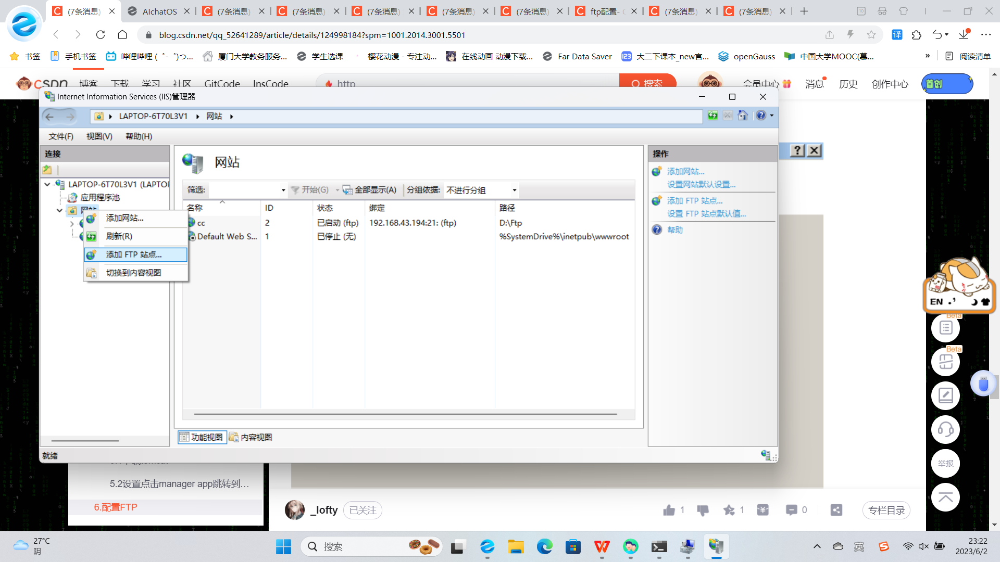 (7条消息)
AIchatOS
(7条消息)
(7条消息)
(7条消息)
(7条消息)
(7条消息)
ftp配置-
(7条消息)
(7条消息)
10
blog.csdn.net/qq_52641289/article/details/124998184?spm=1001.2014.3001.5501
译
书签
手机书签
哔哩哔哩 (゜-゜)つ...
厦门大学教务服务...
学生选课
樱花动漫 - 专注动...
在线动画 动漫下载...
Far Data Saver
123
大二下课本_new官...
openGauss
中国大学MOOC(慕...
»
阅读清单
CSDN
博客
下载
学习
社区
GitCode
InsCode
http
搜索
会员中心
消息
历史
创作中心
首创
Internet Information Services (IIS)管理器
LAPTOP-6T70L3V1
网站
文件(F)
视图(V)
帮助(H)
连接
LAPTOP-6T70L3V1 (LAPTOP
应用程序池
网站
添加网站...
刷新(R)
添加 FTP 站点...
切换到内容视图
网站
筛选:
开始(G)
全部显示(A)
分组依据:
不进行分组
名称 ID 状态 绑定 路径
cc 2 已启动 (ftp) 192.168.43.194:21: (ftp) D:\Ftp
Default Web S... 1 已停止 (无) %SystemDrive%\inetpub\wwwroot
功能视图
内容视图
操作
添加网站...
设置网站默认设置...
添加 FTP 站点...
设置 FTP 站点默认值...
帮助
就绪
EN
Beta
Beta
举报
5.2设置点击manager app跳转到…
6.配置FTP
_lofty
已关注
1
1
0
专栏目录
27°C
阴
搜索
英
23:22
2023/6/2